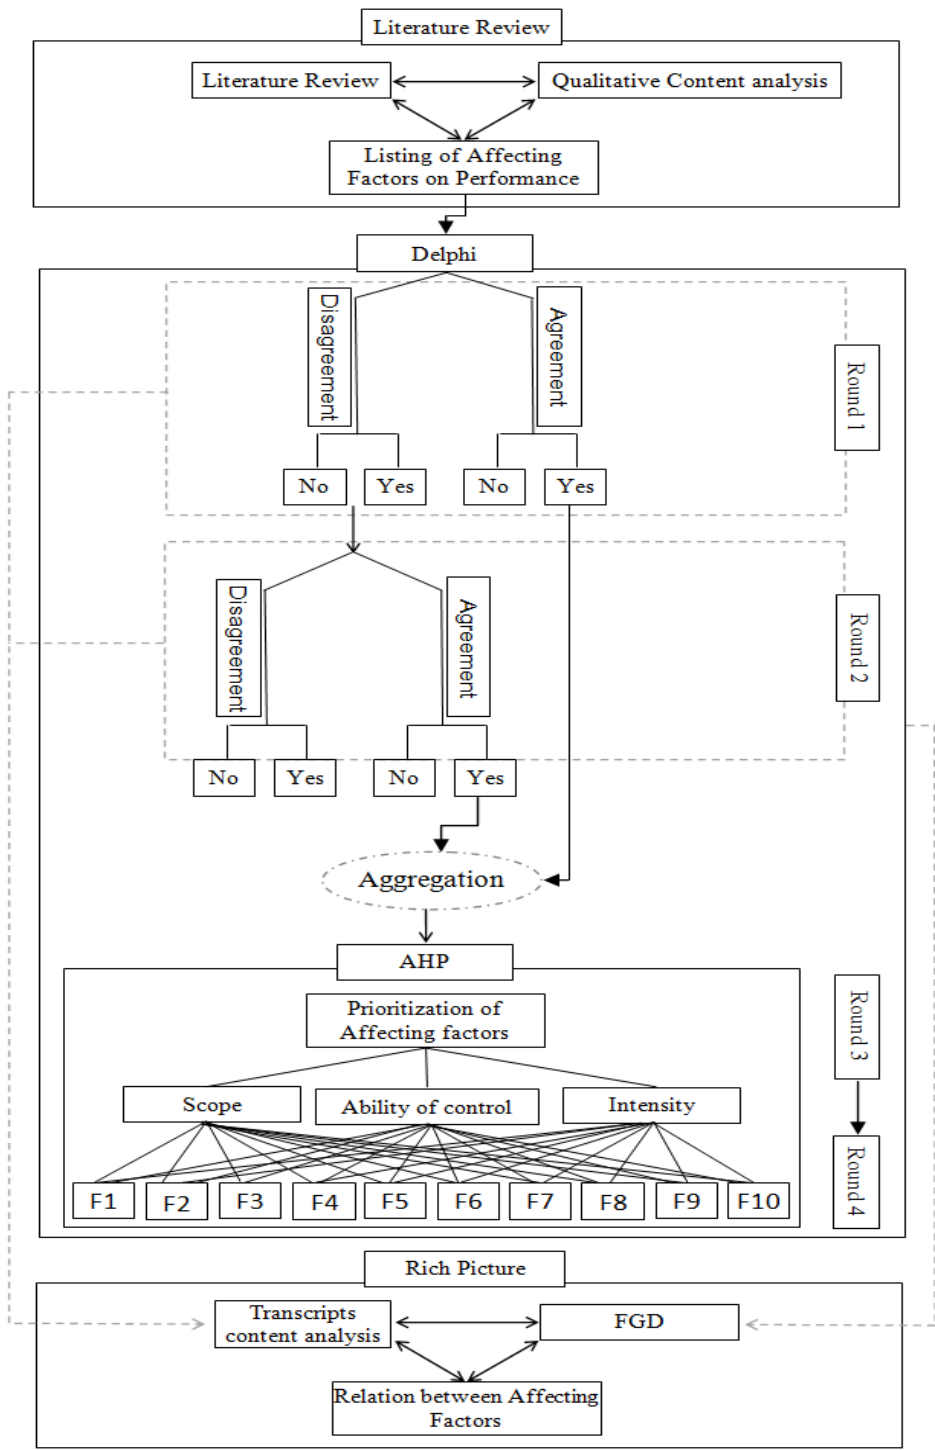 Literature Review
Literature Review
Qualitative Content analysis
Listing of Affecting
Factors on Performance
Delphi
Disagreement
Agreement
Round 1
No
Yes
No
Yes
Disagreement
Agreement
Round 2
No
Yes
No
Yes
Aggregation
AHP
Prioritization of
Affecting factors
Round 3
Scope
Ability of control
Intensity
Round 4
F1
F2
F3
F4
F5
F6
F7
F8
F9
F10
Rich Picture
Transcripts
content analysis
FGD
Relation between Affecting
Factors